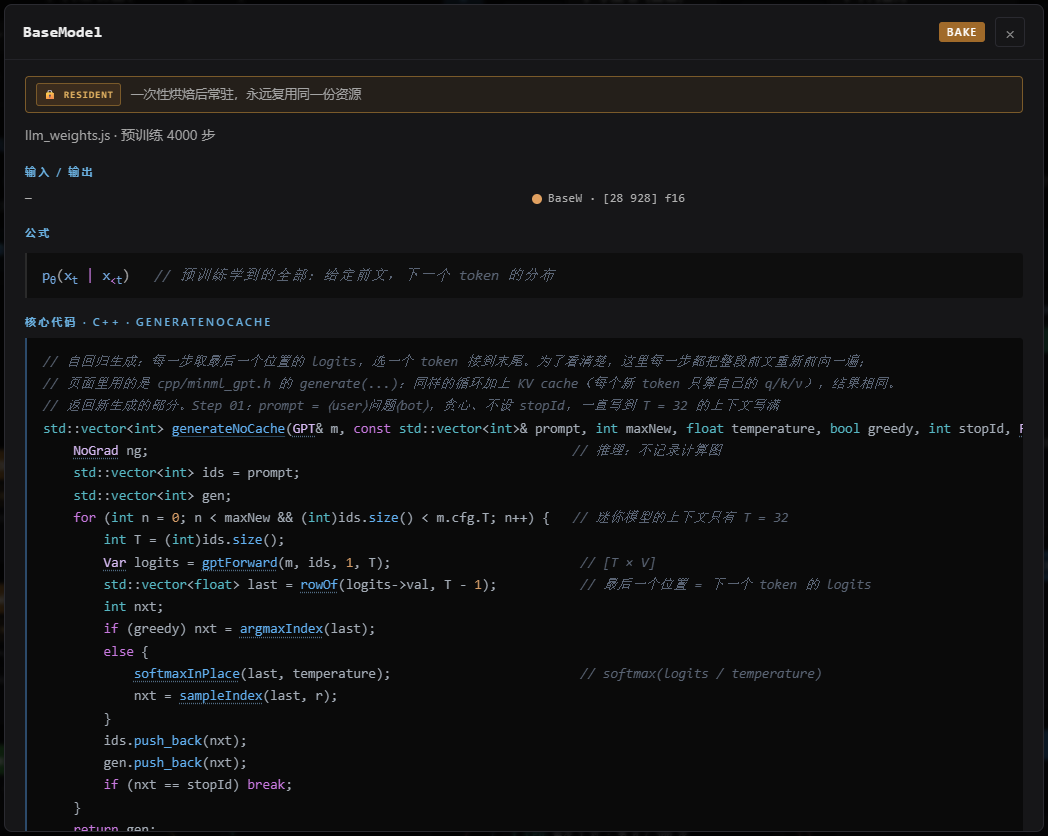 BaseModel
BAKE ×
RESIDENT 一次性烘焙后常驻，永远复用同一份资源
llm_weights.js · 预训练 4000 步
输入 / 输出
—
BaseW · [28 928] f16
公式
pθ(xt | x<t) // 预训练学到的全部：给定前文，下一个 token 的分布
核心代码 · C++ · GENERATENOCACHE
// 自回归生成：每一步取最后一个位置的 logits，选一个 token 接到末尾。为了看清楚，这里每一步都把整段前文重新前向一遍；
// 页面里用的是 cpp/minml_gpt.h 的 generate(...)：同样的循环加上 KV cache（每个新 token 只算自己的 q/k/v），结果相同。
// 返回新生成的部分。Step 01：prompt = ⟨user⟩问题⟨bot⟩，贪心、不设 stopId，一直写到 T = 32 的上下文写满
std::vector<int> generateNoCache(GPT& m, const std::vector<int>& prompt, int maxNew, float temperature, bool greedy, int stopId,
NoGrad ng; // 推理：不记录计算图
std::vector<int> ids = prompt;
std::vector<int> gen;
for (int n = 0; n < maxNew && (int)ids.size() < m.cfg.T; n++) { // 迷你模型的上下文只有 T = 32
int T = (int)ids.size();
Var logits = gptForward(m, ids, 1, T); // [T × V]
std::vector<float> last = rowOf(logits->val, T - 1); // 最后一个位置 = 下一个 token 的 logits
int nxt;
if (greedy) nxt = argmaxIndex(last);
else {
softmaxInPlace(last, temperature); // softmax(logits / temperature)
nxt = sampleIndex(last, r);
}
ids.push_back(nxt);
gen.push_back(nxt);
if (nxt == stopId) break;
}
return gen;